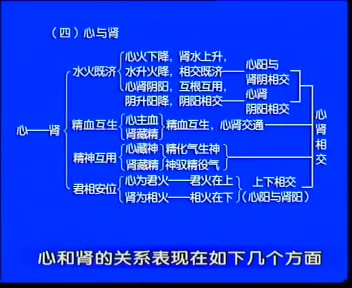 （四）心与肾
心火下降，肾水上升，
水火既济
水升火降，相交既济
心阳与
肾阴相交
心肾阴阳，互根互用，
心肾
阴升阳降，阴阳相交
阴阳相交
心
肾
精血互生
心主血
肾藏精
精血互生，心肾交通
心肾相交
精神互用
心藏神
精化气生神
肾藏精
神驭精役气
君相安位
心为君火
君火在上
肾为相火
相火在下
上下相交
（心阳与肾阳）
心和肾的关系表现在如下几个方面